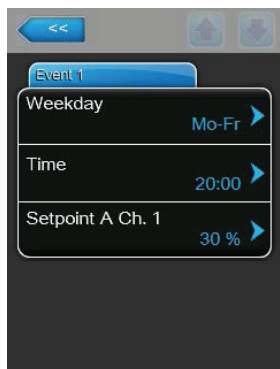 <<
Event 1
Weekday
Mo-Fr
Time
20:00
Setpoint A Ch. 1
30 %